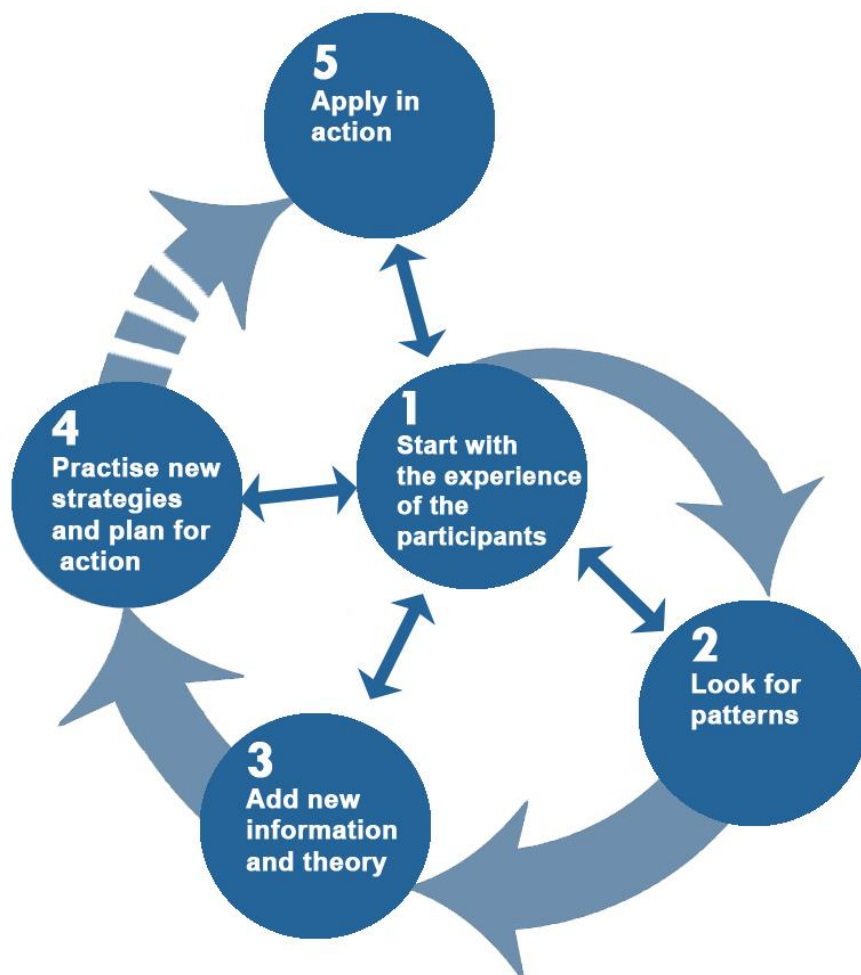 1
Start with
the experience
of the
participants
2
Look for
patterns
3
Add new
information
and theory
4
Practise new
strategies
and plan for
action
5
Apply in
action